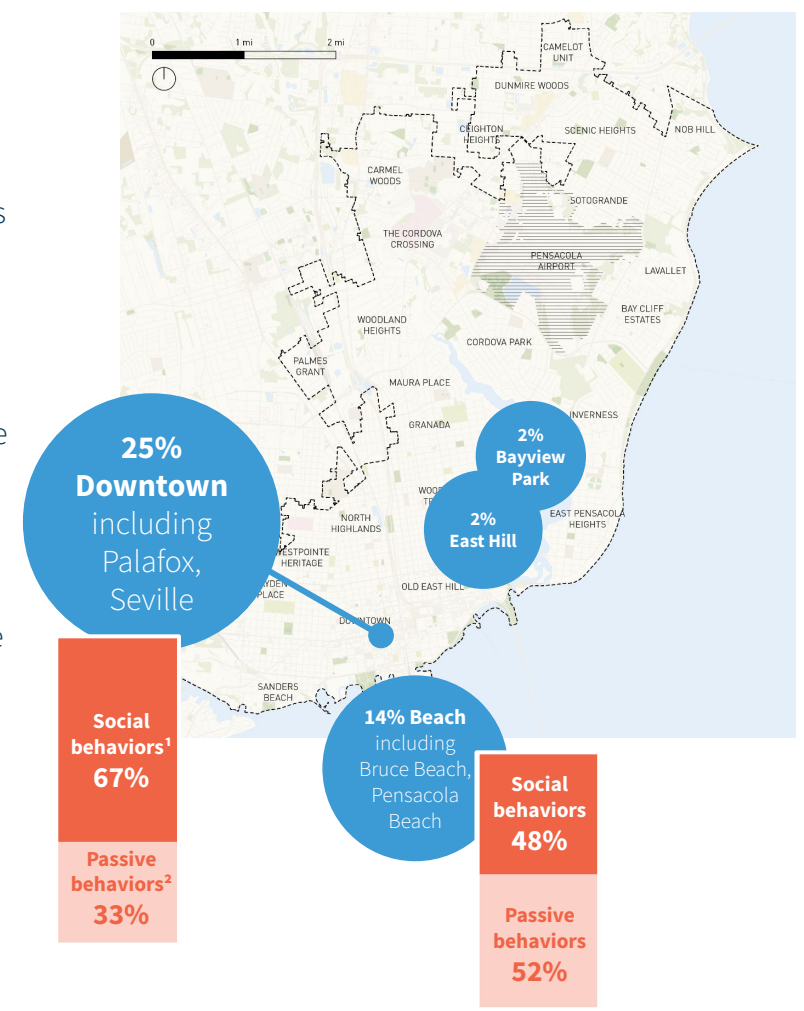 0 1 mi 2 mi
CAMELOT
UNIT
DUNMIRE WOODS
CEIGHTON
HEIGHTS
SCENIC HEIGHTS
NOB HILL
CARMEL
WOODS
SOTOGRANDE
s
THE CORDOVA
CROSSING
PENSACOLA
AIRPORT
LAVALLET
BAY CLIFF
ESTATES
WOODLAND
HEIGHTS
CORDOVA PARK
PALMES
GRANT
MAURA PLACE
INVERNESS
GRANADA
e
25%
Downtown
including
Palafox,
Seville
2%
Bayview
Park
2%
East Hill
EAST PENSACOLA
HEIGHTS
NORTH
HIGHLANDS
ESTPOINTE
HERITAGE
PLACE
OLD EAST HILL
e
SANDERS
BEACH
Social
behaviors¹
67%
Passive
behaviors²
33%
14% Beach
including
Bruce Beach,
Pensacola
Beach
Social
behaviors
48%
Passive
behaviors
52%